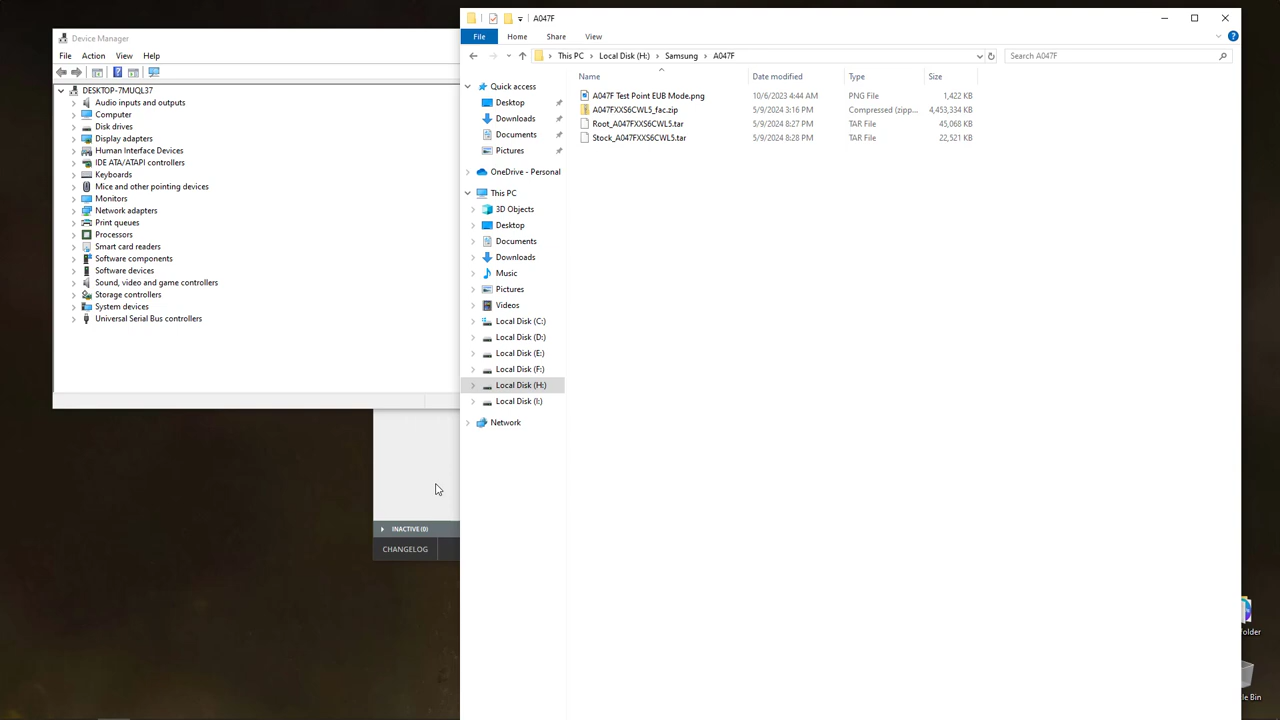 Device Manager
File Action View Help
DESKTOP-7MUQL37
Audio inputs and outputs
Computer
Disk drives
Display adapters
Human Interface Devices
IDE ATA/ATAPI controllers
Keyboards
Mice and other pointing devices
Monitors
Network adapters
Print queues
Processors
Smart card readers
Software components
Software devices
Sound, video and game controllers
Storage controllers
System devices
Universal Serial Bus controllers
INACTIVE (0)
CHANGELOG
A047F
File Home Share View
This PC Local Disk (H:) Samsung A047F
Search A047F
Quick access
Desktop
Downloads
Documents
Pictures
OneDrive - Personal
This PC
3D Objects
Desktop
Documents
Downloads
Music
Pictures
Videos
Local Disk (C:)
Local Disk (D:)
Local Disk (E:)
Local Disk (F:)
Local Disk (H:)
Local Disk (I:)
Network
Name Date modified Type Size
A047F Test Point EUB Mode.png 10/6/2023 4:44 AM PNG File 1,422 KB
A047FXXS6CWL5_fac.zip 5/9/2024 3:16 PM Compressed (zipp... 4,453,334 KB
Root_A047FXXS6CWL5.tar 5/9/2024 8:27 PM TAR File 45,068 KB
Stock_A047FXXS6CWL5.tar 5/9/2024 8:28 PM TAR File 22,521 KB
older
le Bin